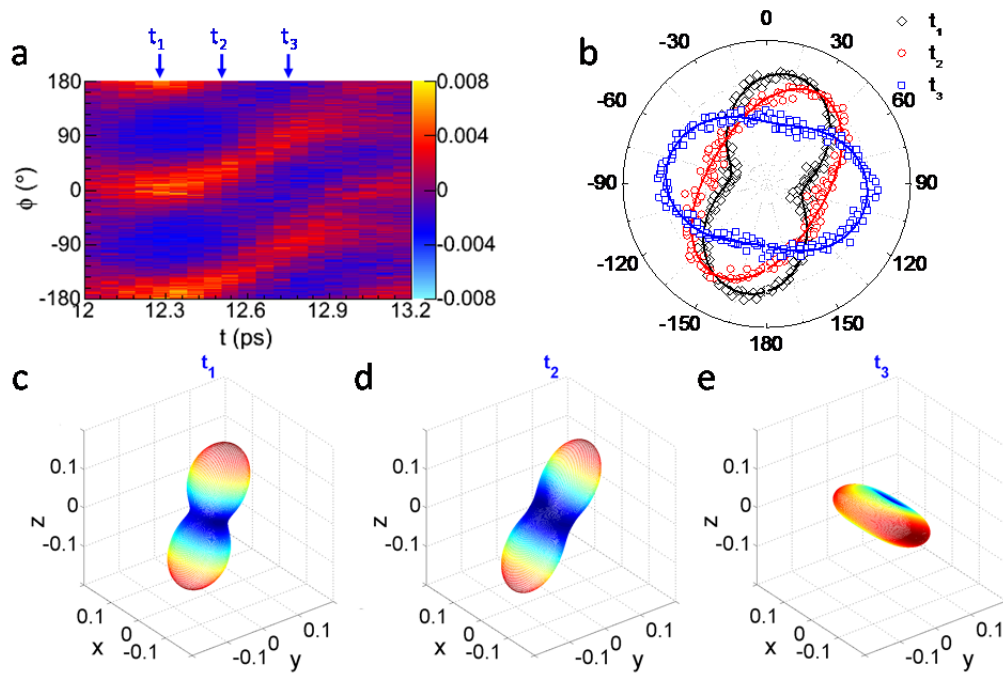 a
t₁ t₂ t₃
180
90
0
-90
-180
ϕ (°)
12 12.3 12.6 12.9 13.2
t (ps)
0.008
0.004
0
-0.004
-0.008
b
0
30
60
90
120
150
180
-150
-120
-90
-60
-30
t₁
t₂
t₃
c
t₁
0.1
0
-0.1
z
0.1
0
-0.1
x
-0.1
0
0.1
y
d
t₂
0.1
0
-0.1
z
0.1
0
-0.1
x
-0.1
0
0.1
y
e
t₃
0.1
0
-0.1
z
0.1
0
-0.1
x
-0.1
0
0.1
y